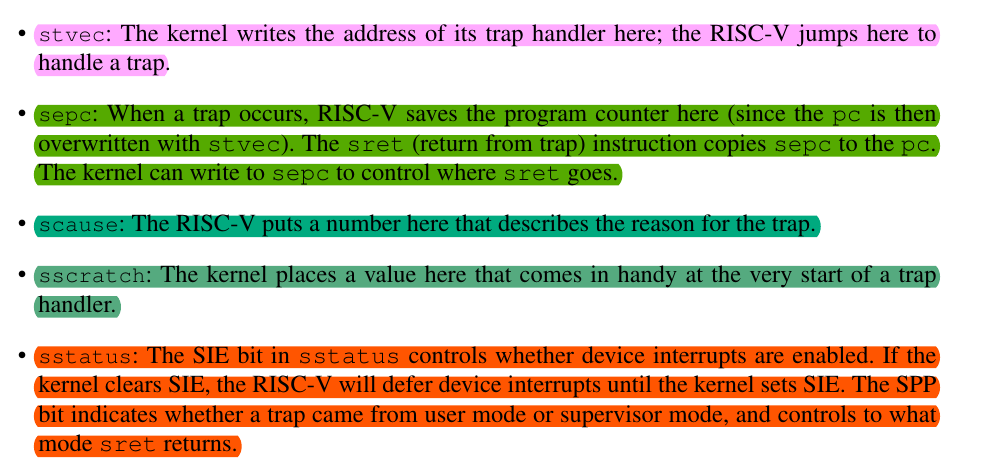 • stvec: The kernel writes the address of its trap handler here; the RISC-V jumps here to
handle a trap.
• sepc: When a trap occurs, RISC-V saves the program counter here (since the pc is then
overwritten with stvec). The sret (return from trap) instruction copies sepc to the pc.
The kernel can write to sepc to control where sret goes.
• scause: The RISC-V puts a number here that describes the reason for the trap.
• sscratch: The kernel places a value here that comes in handy at the very start of a trap
handler.
• sstatus: The SIE bit in sstatus controls whether device interrupts are enabled. If the
kernel clears SIE, the RISC-V will defer device interrupts until the kernel sets SIE. The SPP
bit indicates whether a trap came from user mode or supervisor mode, and controls to what
mode sret returns.